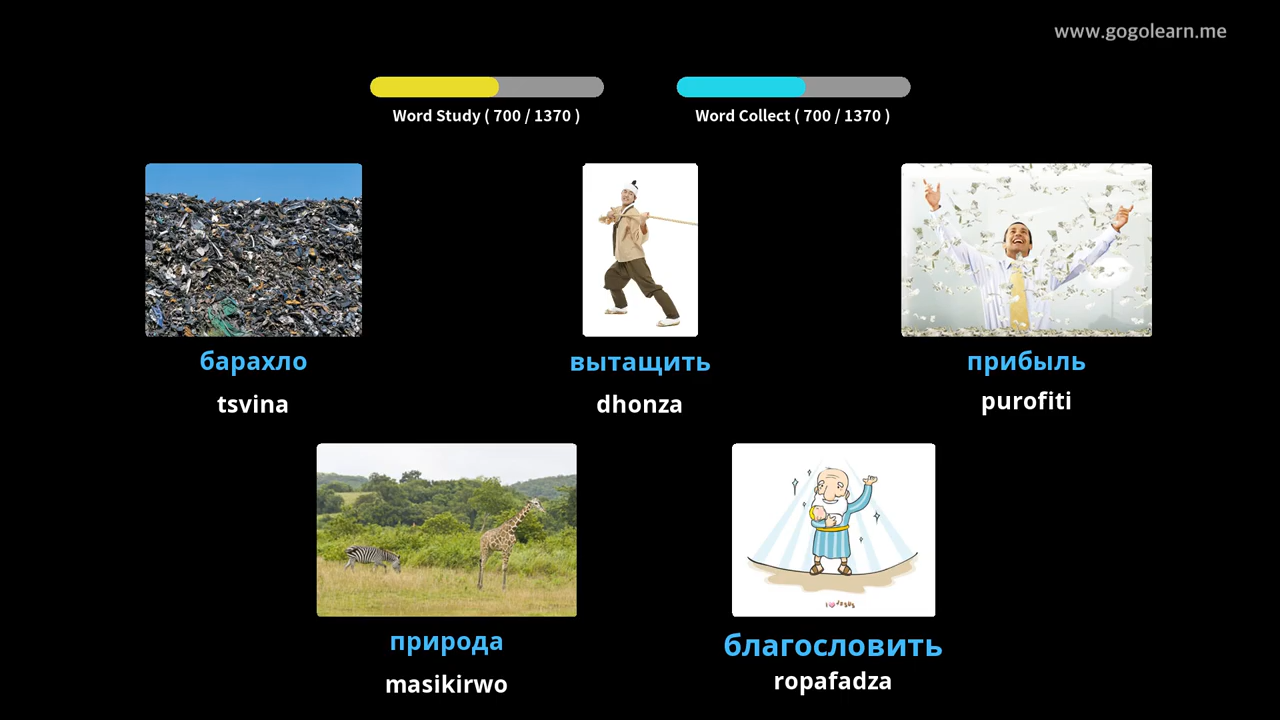 www.gogolearn.me
Word Study ( 700 / 1370 )
Word Collect ( 700 / 1370 )
барахло
вытащить
прибыль
tsvina
dhonza
purofiti
природа
благословить
masikirwo
ropafadza